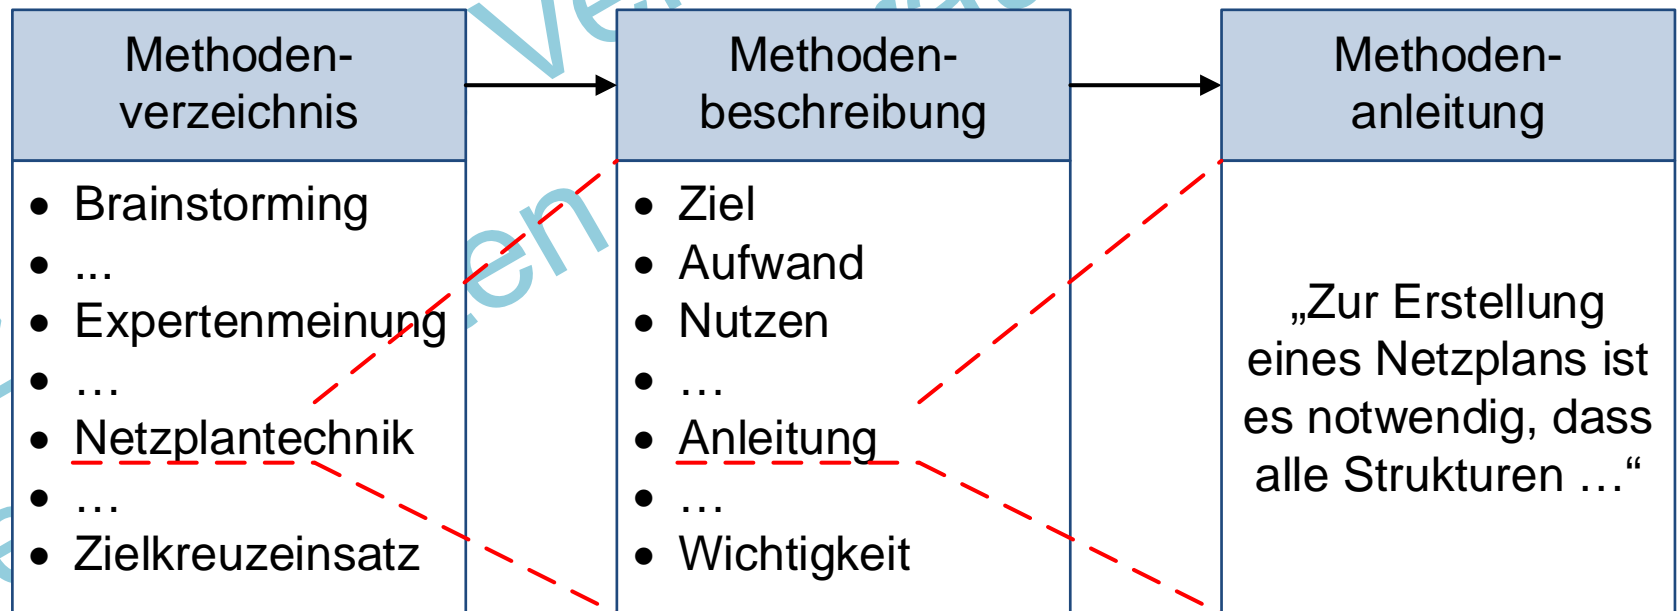 Methoden-
verzeichnis
• Brainstorming
• ...
• Expertenmeinung
• …
• Netzplantechnik
• …
• Zielkreuzeinsatz
Methoden-
beschreibung
• Ziel
• Aufwand
• Nutzen
• …
• Anleitung
• …
• Wichtigkeit
Methoden-
anleitung
„Zur Erstellung
eines Netzplans ist
es notwendig, dass
alle Strukturen …“